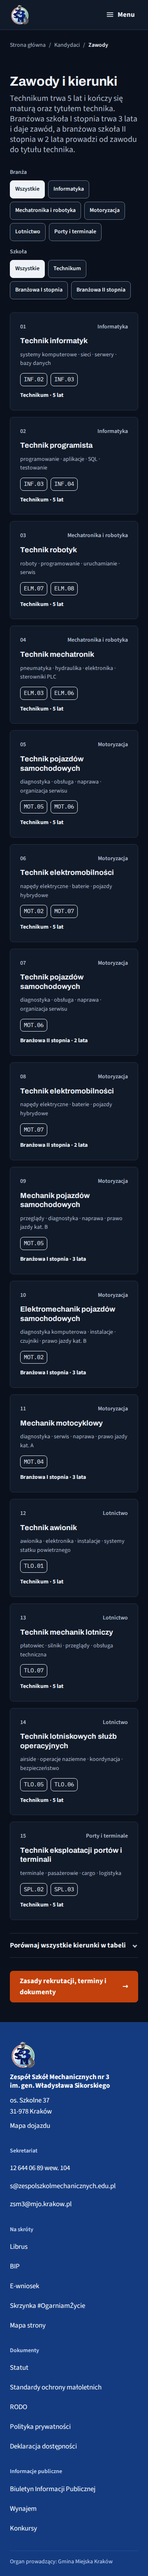 Menu
Strona główna / Kandydaci / Zawody
Zawody i kierunki
Technikum trwa 5 lat i kończy się
maturą oraz dyplomem technika.
Branżowa szkoła I stopnia trwa 3 lata
i daje zawód, a branżowa szkoła II
stopnia w 2 lata prowadzi od zawodu
do tytułu technika.
Branża
Wszystkie
Informatyka
Mechatronika i robotyka
Motoryzacja
Lotnictwo
Porty i terminale
Szkoła
Wszystkie
Technikum
Branżowa I stopnia
Branżowa II stopnia
01 Informatyka
Technik informatyk
systemy komputerowe · sieci · serwery ·
bazy danych
INF.02 INF.03
Technikum · 5 lat
02 Informatyka
Technik programista
programowanie · aplikacje · SQL ·
testowanie
INF.03 INF.04
Technikum · 5 lat
03 Mechatronika i robotyka
Technik robotyk
roboty · programowanie · uruchamianie ·
serwis
ELM.07 ELM.08
Technikum · 5 lat
04 Mechatronika i robotyka
Technik mechatronik
pneumatyka · hydraulika · elektronika ·
sterowniki PLC
ELM.03 ELM.06
Technikum · 5 lat
05 Motoryzacja
Technik pojazdów
samochodowych
diagnostyka · obsługa · naprawa ·
organizacja serwisu
MOT.05 MOT.06
Technikum · 5 lat
06 Motoryzacja
Technik elektromobilności
napędy elektryczne · baterie · pojazdy
hybrydowe
MOT.02 MOT.07
Technikum · 5 lat
07 Motoryzacja
Technik pojazdów
samochodowych
diagnostyka · obsługa · naprawa ·
organizacja serwisu
MOT.06
Branżowa II stopnia · 2 lata
08 Motoryzacja
Technik elektromobilności
napędy elektryczne · baterie · pojazdy
hybrydowe
MOT.07
Branżowa II stopnia · 2 lata
09 Motoryzacja
Mechanik pojazdów
samochodowych
przeglądy · diagnostyka · naprawa · prawo
jazdy kat. B
MOT.05
Branżowa I stopnia · 3 lata
10 Motoryzacja
Elektromechanik pojazdów
samochodowych
diagnostyka komputerowa · instalacje ·
czujniki · prawo jazdy kat. B
MOT.02
Branżowa I stopnia · 3 lata
11 Motoryzacja
Mechanik motocyklowy
diagnostyka · serwis · naprawa · prawo jazdy
kat. A
MOT.04
Branżowa I stopnia · 3 lata
12 Lotnictwo
Technik awionik
awionika · elektronika · instalacje · systemy
statku powietrznego
TLO.01
Technikum · 5 lat
13 Lotnictwo
Technik mechanik lotniczy
płatowiec · silniki · przeglądy · obsługa
techniczna
TLO.07
Technikum · 5 lat
14 Lotnictwo
Technik lotniskowych służb
operacyjnych
airside · operacje naziemne · koordynacja ·
bezpieczeństwo
TLO.05 TLO.06
Technikum · 5 lat
15 Porty i terminale
Technik eksploatacji portów i
terminali
terminale · pasażerowie · cargo · logistyka
SPL.02 SPL.03
Technikum · 5 lat
Porównaj wszystkie kierunki w tabeli
Zasady rekrutacji, terminy i
dokumenty →
Zespół Szkół Mechanicznych nr 3
im. gen. Władysława Sikorskiego
os. Szkolne 37
31-978 Kraków
Mapa dojazdu
Sekretariat
12 644 06 89 wew. 104
s@zespolszkolmechanicznych.edu.pl
zsm3@mjo.krakow.pl
Na skróty
Librus
BIP
E-wniosek
Skrzynka #OgarniamŻycie
Mapa strony
Dokumenty
Statut
Standardy ochrony małoletnich
RODO
Polityka prywatności
Deklaracja dostępności
Informacje publiczne
Biuletyn Informacji Publicznej
Wynajem
Konkursy
Organ prowadzący: Gmina Miejska Kraków